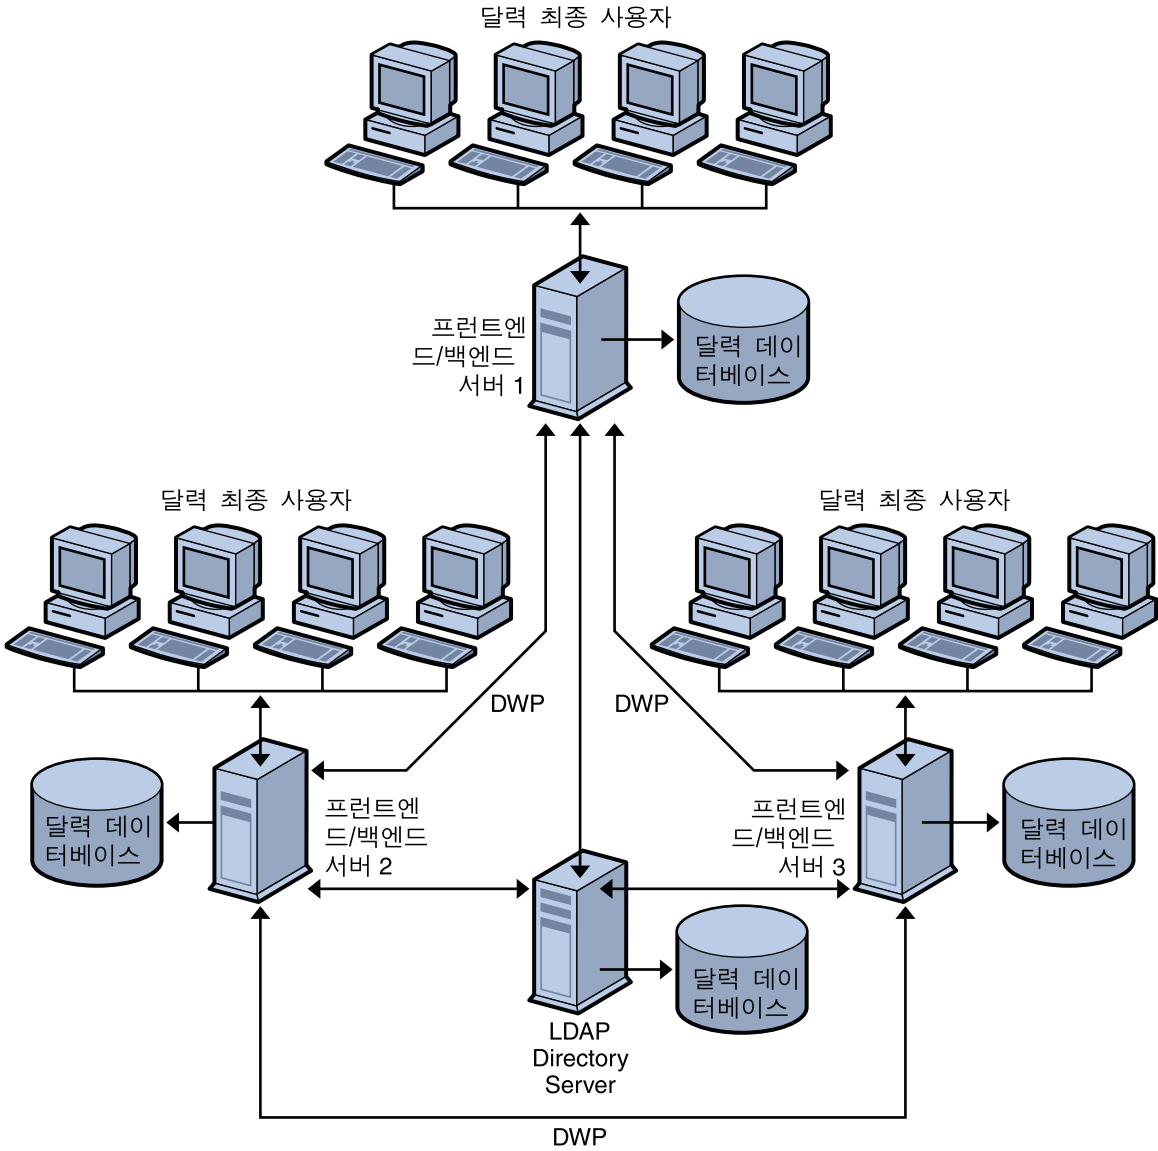 달력 최종 사용자
프런트엔
드/백엔드
서버 1
달력 데이
터베이스
달력 최종 사용자
달력 최종 사용자
DWP
DWP
달력 데이
터베이스
프런트엔
드/백엔드
서버 2
프런트엔
드/백엔드
서버 3
달력 데이
터베이스
달력 데이
터베이스
LDAP
Directory
Server
DWP